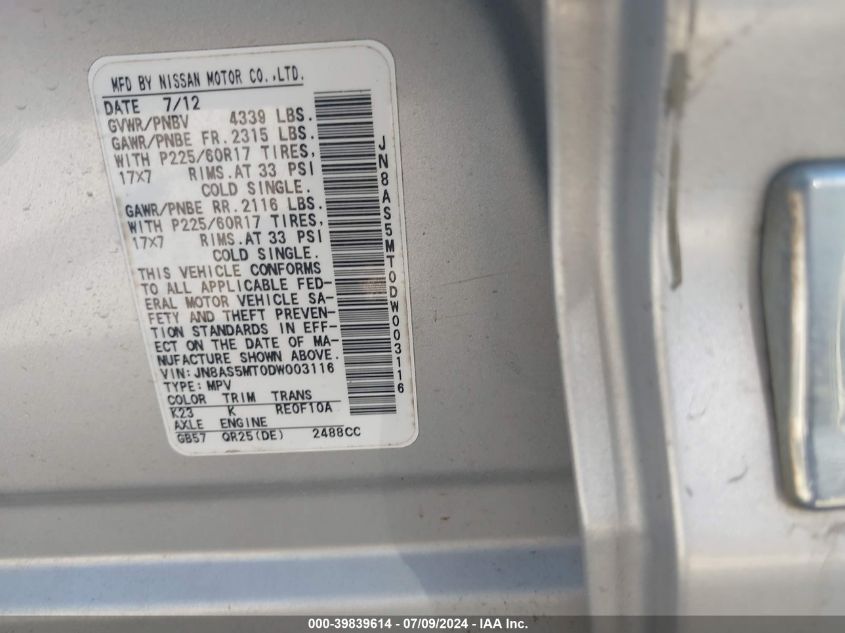 MFD BY NISSAN MOTOR CO.,LTD.
DATE 7/12
GVWR/PNBV 4339 LBS.
GAWR/PNBE FR.2315 LBS.
WITH P225/60R17 TIRES,
17X7 RIMS.AT 33 PSI
COLD SINGLE.
GAWR/PNBE RR.2116 LBS.
WITH P225/60R17 TIRES,
17X7 RIMS.AT 33 PSI
COLD SINGLE.
THIS VEHICLE CONFORMS
TO ALL APPLICABLE FED-
ERAL MOTOR VEHICLE SA-
FETY AND THEFT PREVEN-
TION STANDARDS IN EFF-
ECT ON THE DATE OF MA-
NUFACTURE SHOWN ABOVE.
VIN:JN8AS5MT0DW003116
TYPE:MPV
COLOR TRIM TRANS
K23 K RE0F10A
AXLE ENGINE
GB57 QR25(DE) 2488CC
JN8AS5MT0DW003116
000-39839614 - 07/09/2024 - IAAI.com